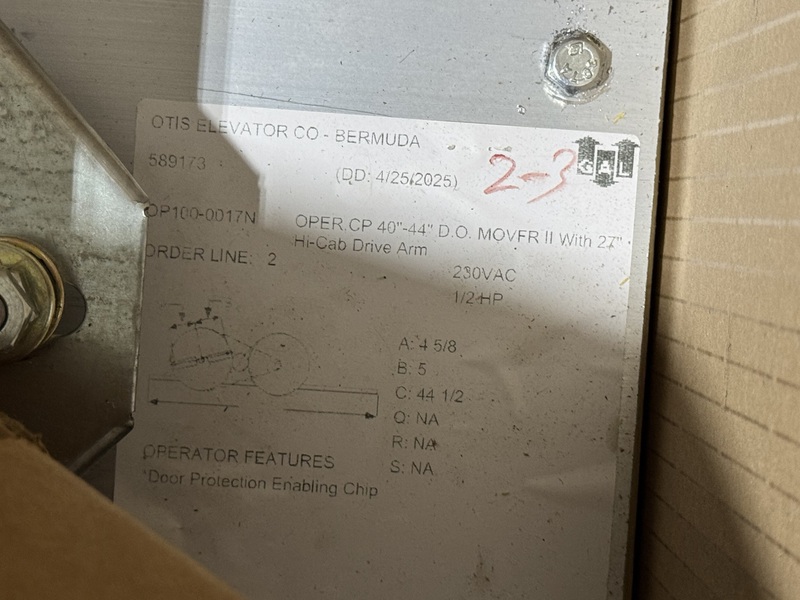 OTIS ELEVATOR CO - BERMUDA
589173
(DD: 4/25/2025)
2-3
GAL
OP100-0017N
OPER.CP 40"-44" D.O. MOVFR II With 27"
Hi-Cab Drive Arm
ORDER LINE: 2
230VAC
1/2 HP
A: 4 5/8
B: 5
C: 44 1/2
Q: NA
R: NA
S: NA
OPERATOR FEATURES
*Door Protection Enabling Chip